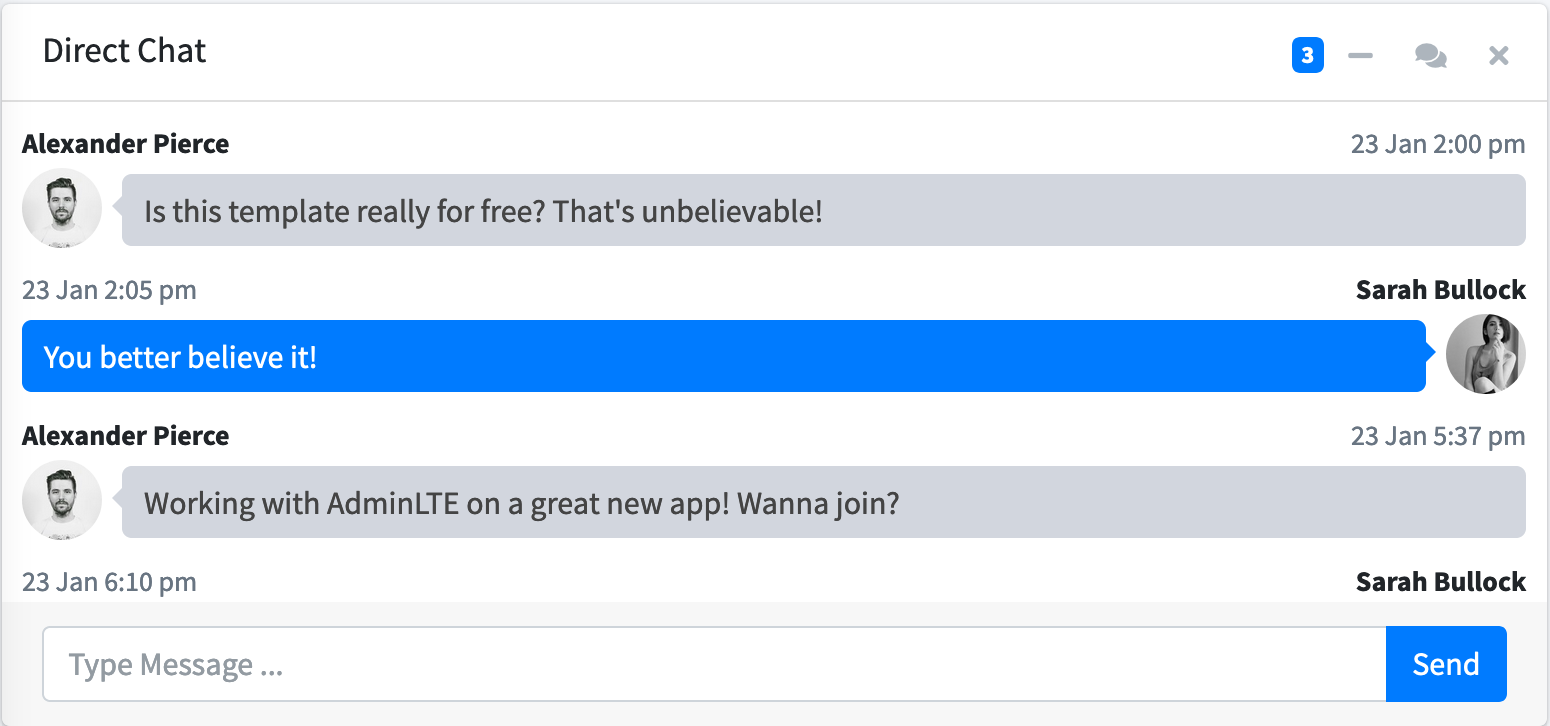 Direct Chat 3
Alexander Pierce 23 Jan 2:00 pm
Is this template really for free? That's unbelievable!
23 Jan 2:05 pm Sarah Bullock
You better believe it!
Alexander Pierce 23 Jan 5:37 pm
Working with AdminLTE on a great new app! Wanna join?
23 Jan 6:10 pm Sarah Bullock
Type Message ... Send